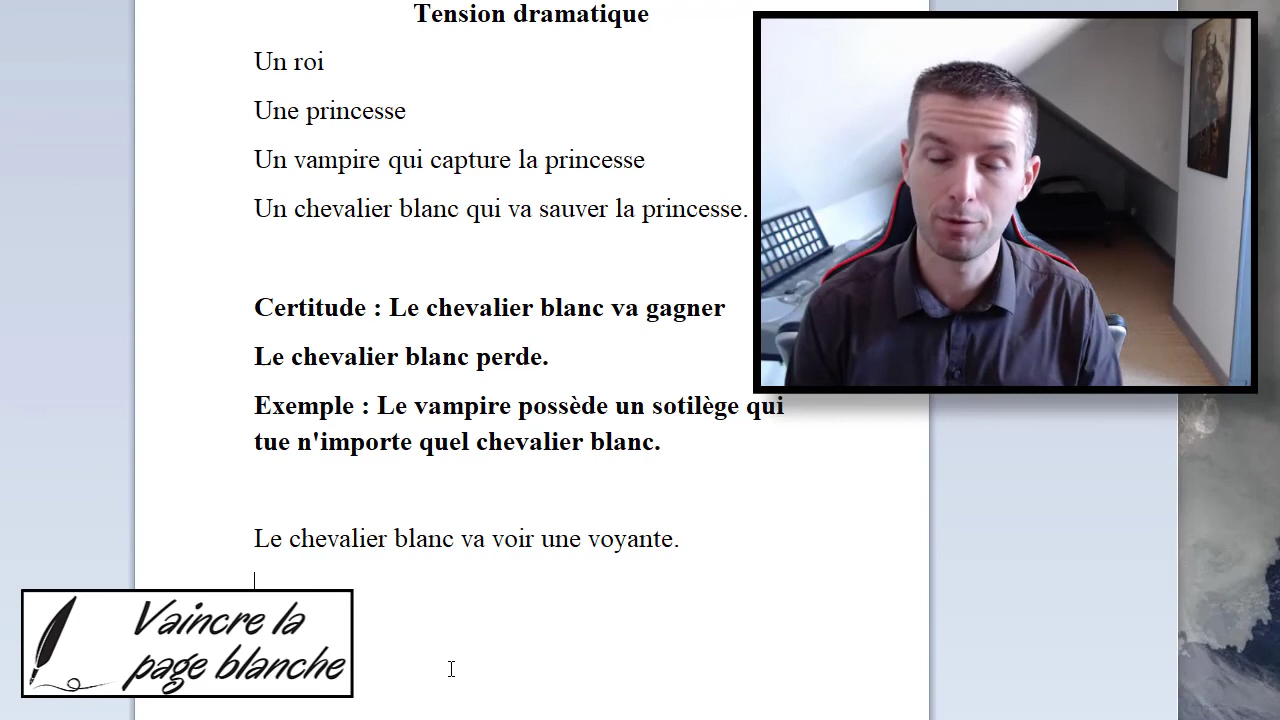 Tension dramatique
Un roi
Une princesse
Un vampire qui capture la princesse
Un chevalier blanc qui va sauver la princesse.
Certitude : Le chevalier blanc va gagner
Le chevalier blanc perde.
Exemple : Le vampire possède un sotilège qui
tue n'importe quel chevalier blanc.
Le chevalier blanc va voir une voyante.
Vaincre la
page blanche